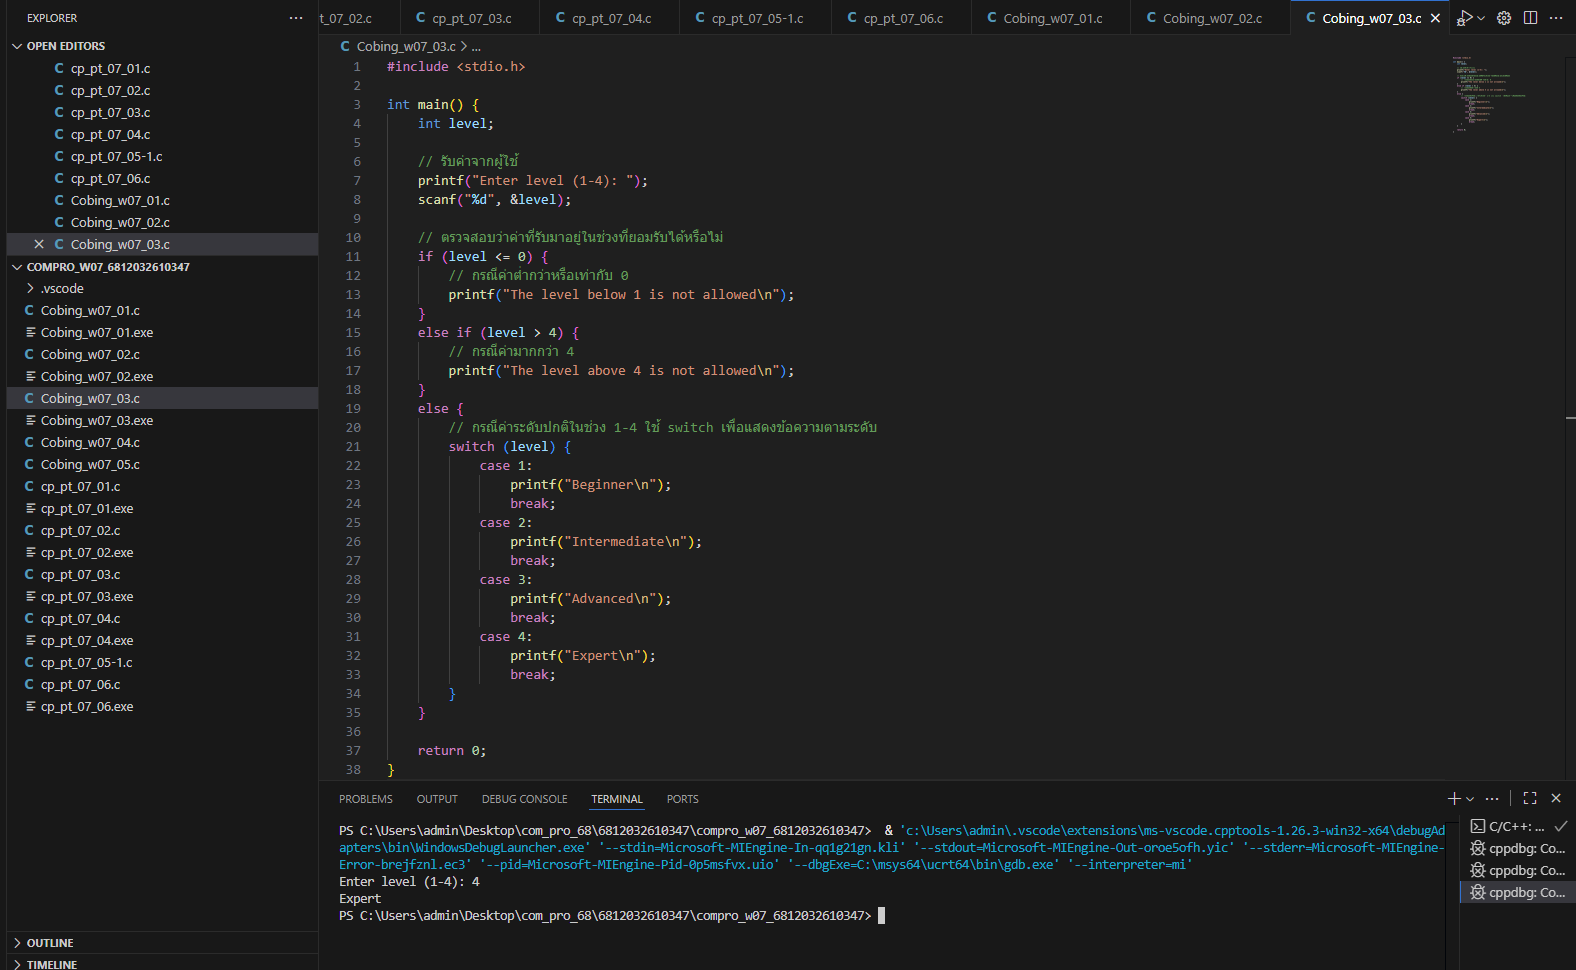 EXPLORER
OPEN EDITORS
cp_pt_07_01.c
cp_pt_07_02.c
cp_pt_07_03.c
cp_pt_07_04.c
cp_pt_07_05-1.c
cp_pt_07_06.c
Cobing_w07_01.c
Cobing_w07_02.c
Cobing_w07_03.c
COMPRO_W07_6812032610347
.vscode
Cobing_w07_01.c
Cobing_w07_01.exe
Cobing_w07_02.c
Cobing_w07_02.exe
Cobing_w07_03.c
Cobing_w07_03.exe
Cobing_w07_04.c
Cobing_w07_05.c
cp_pt_07_01.c
cp_pt_07_01.exe
cp_pt_07_02.c
cp_pt_07_02.exe
cp_pt_07_03.c
cp_pt_07_03.exe
cp_pt_07_04.c
cp_pt_07_04.exe
cp_pt_07_05-1.c
cp_pt_07_06.c
cp_pt_07_06.exe
OUTLINE
TIMELINE
t_07_02.c cp_pt_07_03.c cp_pt_07_04.c cp_pt_07_05-1.c cp_pt_07_06.c Cobing_w07_01.c Cobing_w07_02.c Cobing_w07_03.c
Cobing_w07_03.c > ...
1 #include <stdio.h>
2
3 int main() {
4 int level;
5
6 // รับค่าจากผู้ใช้
7 printf("Enter level (1-4): ");
8 scanf("%d", &level);
9
10 // ตรวจสอบว่าค่าที่รับมาอยู่ในช่วงที่ยอมรับได้หรือไม่
11 if (level <= 0) {
12 // กรณีค่าต่ำกว่าหรือเท่ากับ 0
13 printf("The level below 1 is not allowed\n");
14 }
15 else if (level > 4) {
16 // กรณีค่ามากกว่า 4
17 printf("The level above 4 is not allowed\n");
18 }
19 else {
20 // กรณีค่าระดับปกติในช่วง 1-4 ใช้ switch เพื่อแสดงข้อความตามระดับ
21 switch (level) {
22 case 1:
23 printf("Beginner\n");
24 break;
25 case 2:
26 printf("Intermediate\n");
27 break;
28 case 3:
29 printf("Advanced\n");
30 break;
31 case 4:
32 printf("Expert\n");
33 break;
34 }
35 }
36
37 return 0;
38 }
PROBLEMS OUTPUT DEBUG CONSOLE TERMINAL PORTS
PS C:\Users\admin\Desktop\com_pro_68\6812032610347\compro_w07_6812032610347> & 'c:\Users\admin\.vscode\extensions\ms-vscode.cpptools-1.26.3-win32-x64\debugAd
apters\bin\WindowsDebugLauncher.exe' '--stdin=Microsoft-MIEngine-In-qq1g21gn.kli' '--stdout=Microsoft-MIEngine-Out-oroe5ofh.yic' '--stderr=Microsoft-MIEngine-
Error-brejfznl.ec3' '--pid=Microsoft-MIEngine-Pid-0p5msfvx.uio' '--dbgExe=C:\msys64\ucrt64\bin\gdb.exe' '--interpreter=mi'
Enter level (1-4): 4
Expert
PS C:\Users\admin\Desktop\com_pro_68\6812032610347\compro_w07_6812032610347>
C/C++: ...
cppdbg: Co...
cppdbg: Co...
cppdbg: Co...